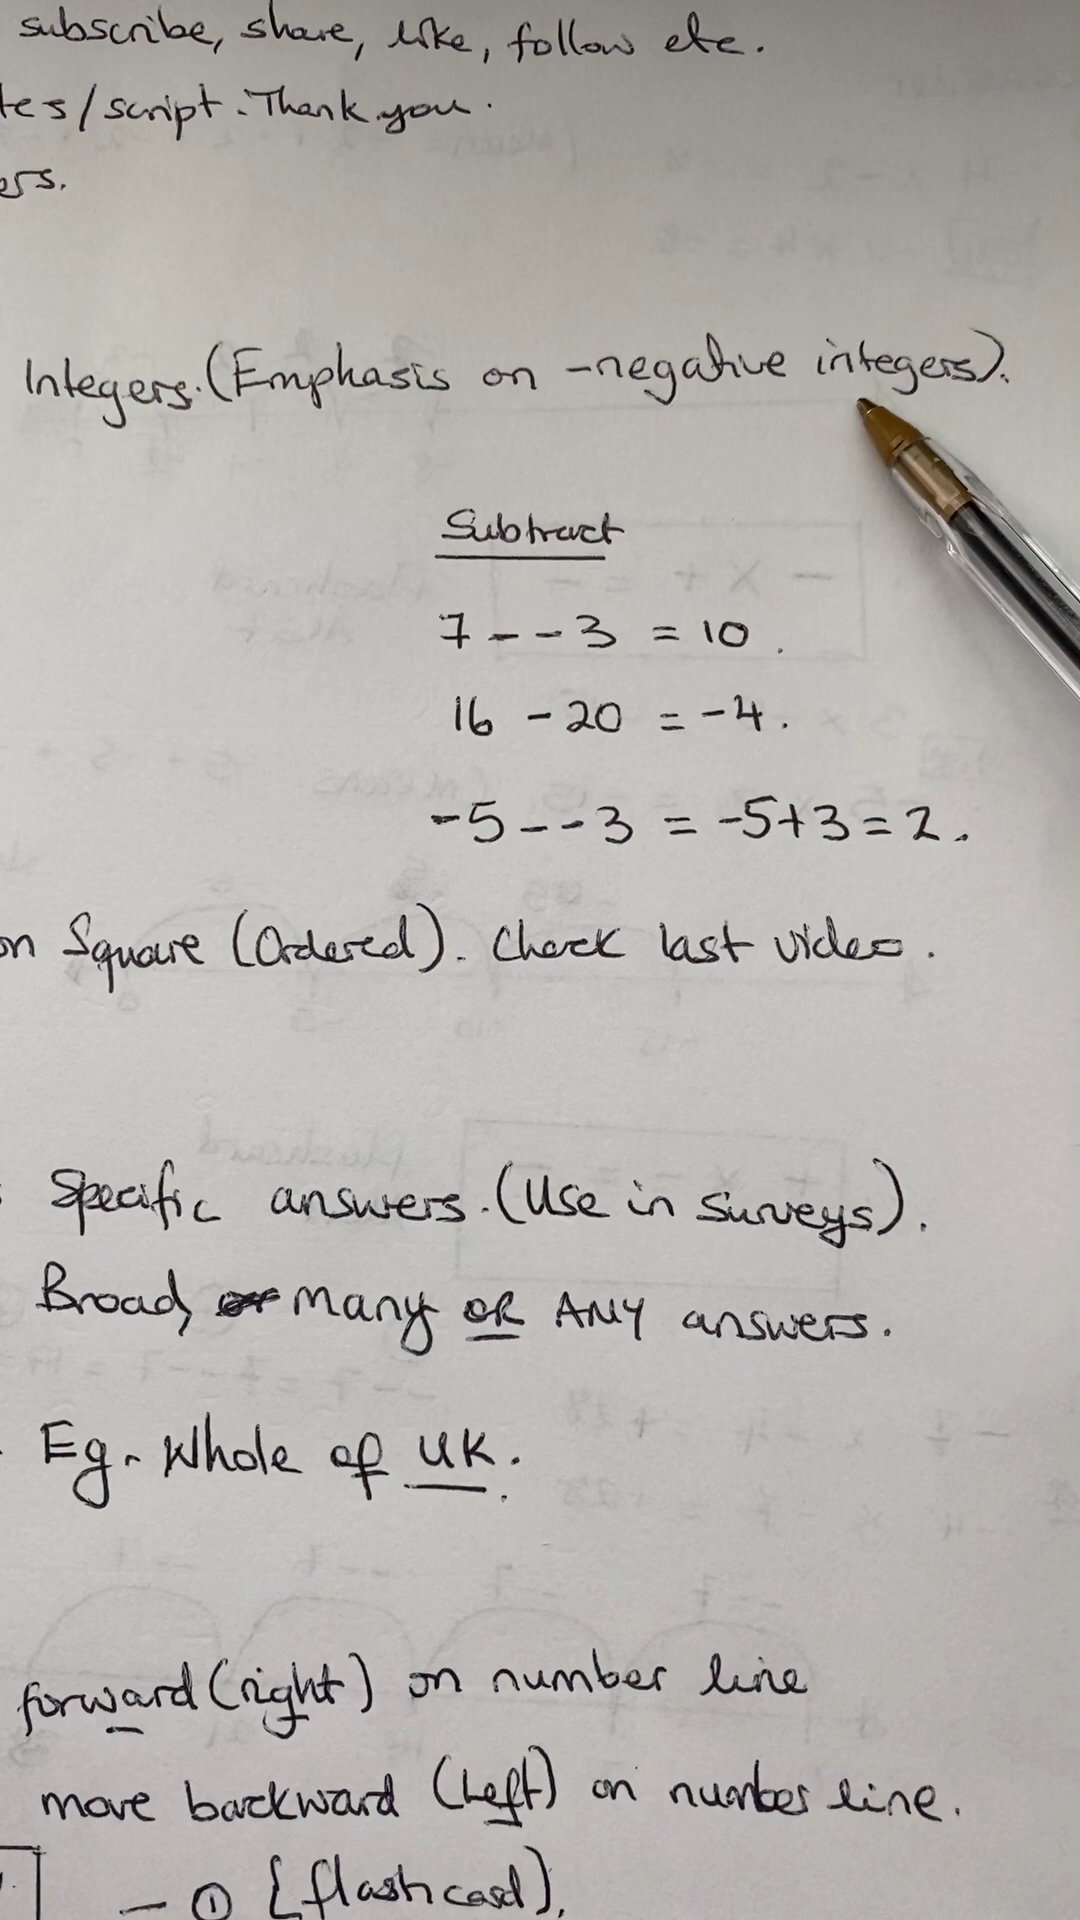 subscribe, share, like, follow etc.
tes/script. Thank you.
ers.
Integers. (Emphasis on -negative integers).
Subtract
7 - - 3 = 10.
16 - 20 = -4.
-5 - - 3 = -5+3 = 2.
on Square (Ordered). Check last video.
Specific answers. (Use in surveys).
Broad, many OR ANY answers.
Eg. Whole of UK.
forward (right) on number line
move backward (Left) on number line.
- ① [flashcard].